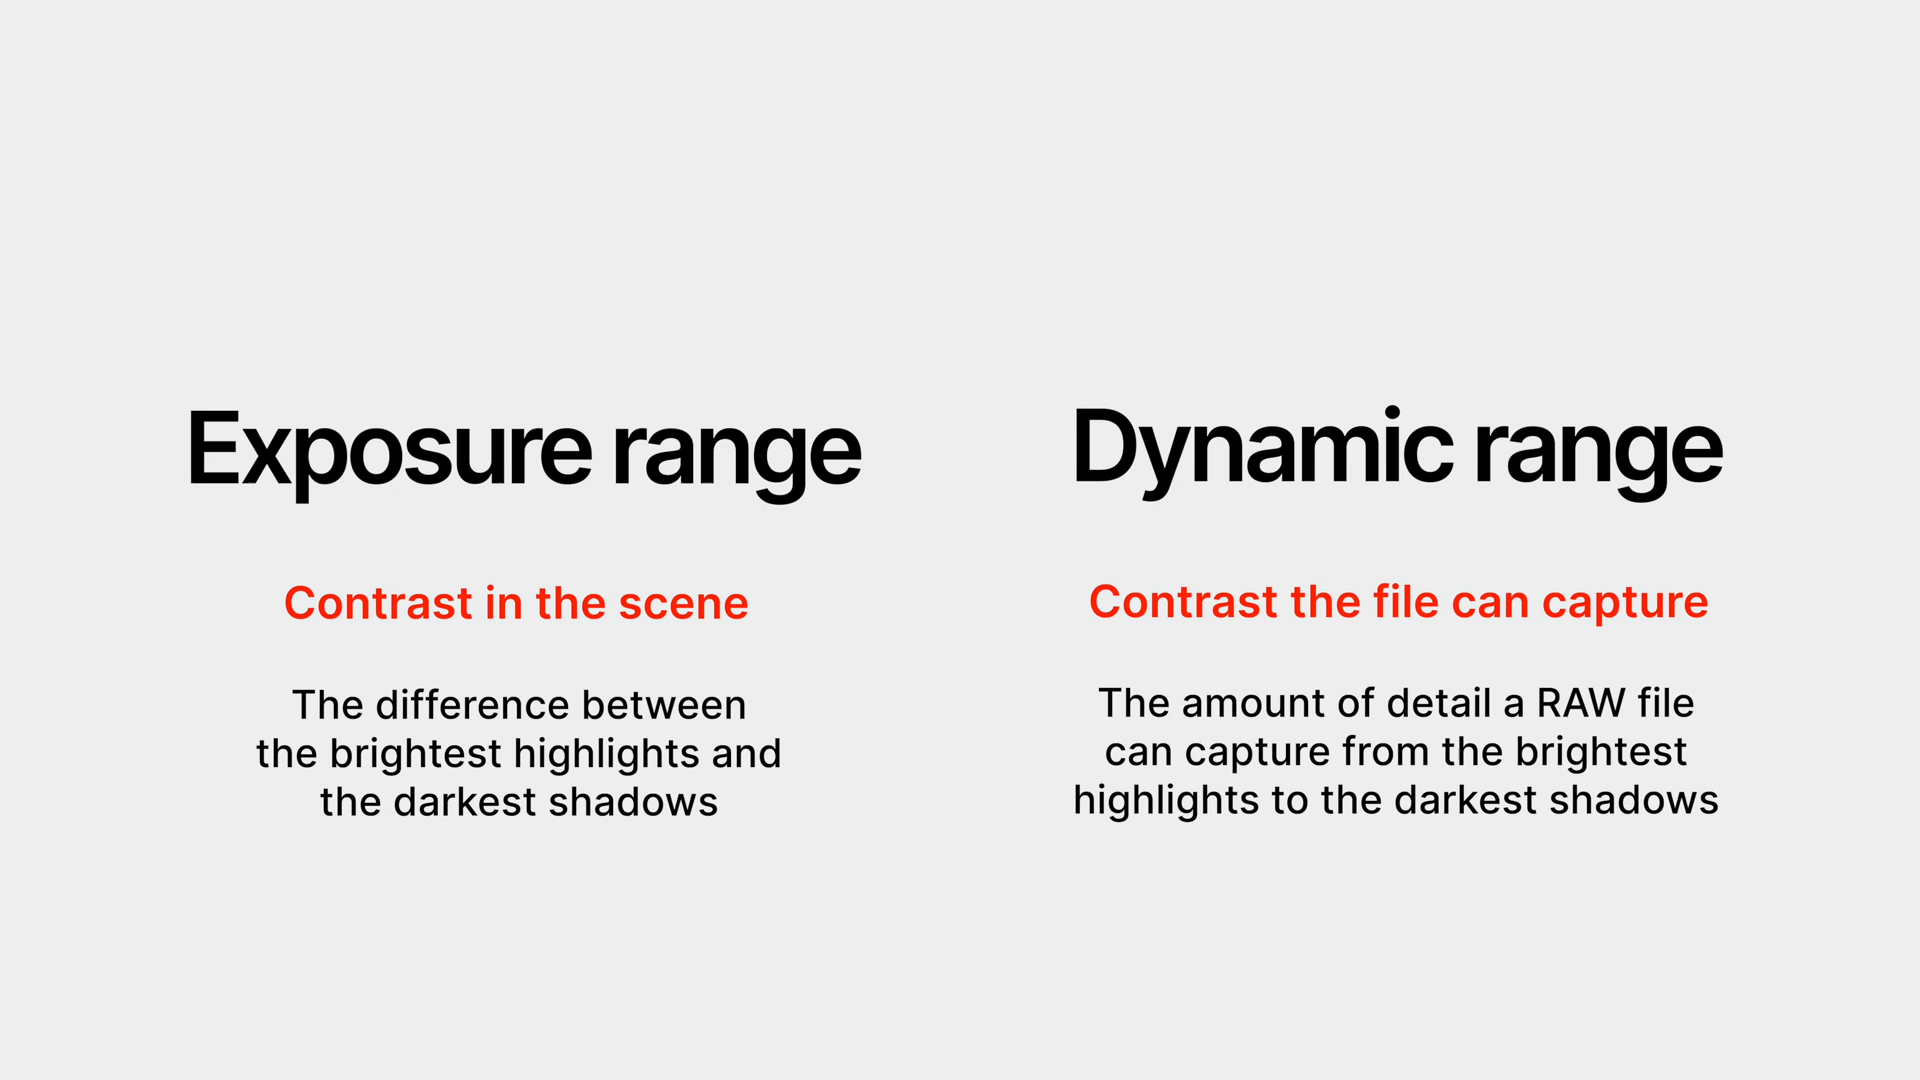 Exposure range
Contrast in the scene
The difference between
the brightest highlights and
the darkest shadows
Dynamic range
Contrast the file can capture
The amount of detail a RAW file
can capture from the brightest
highlights to the darkest shadows